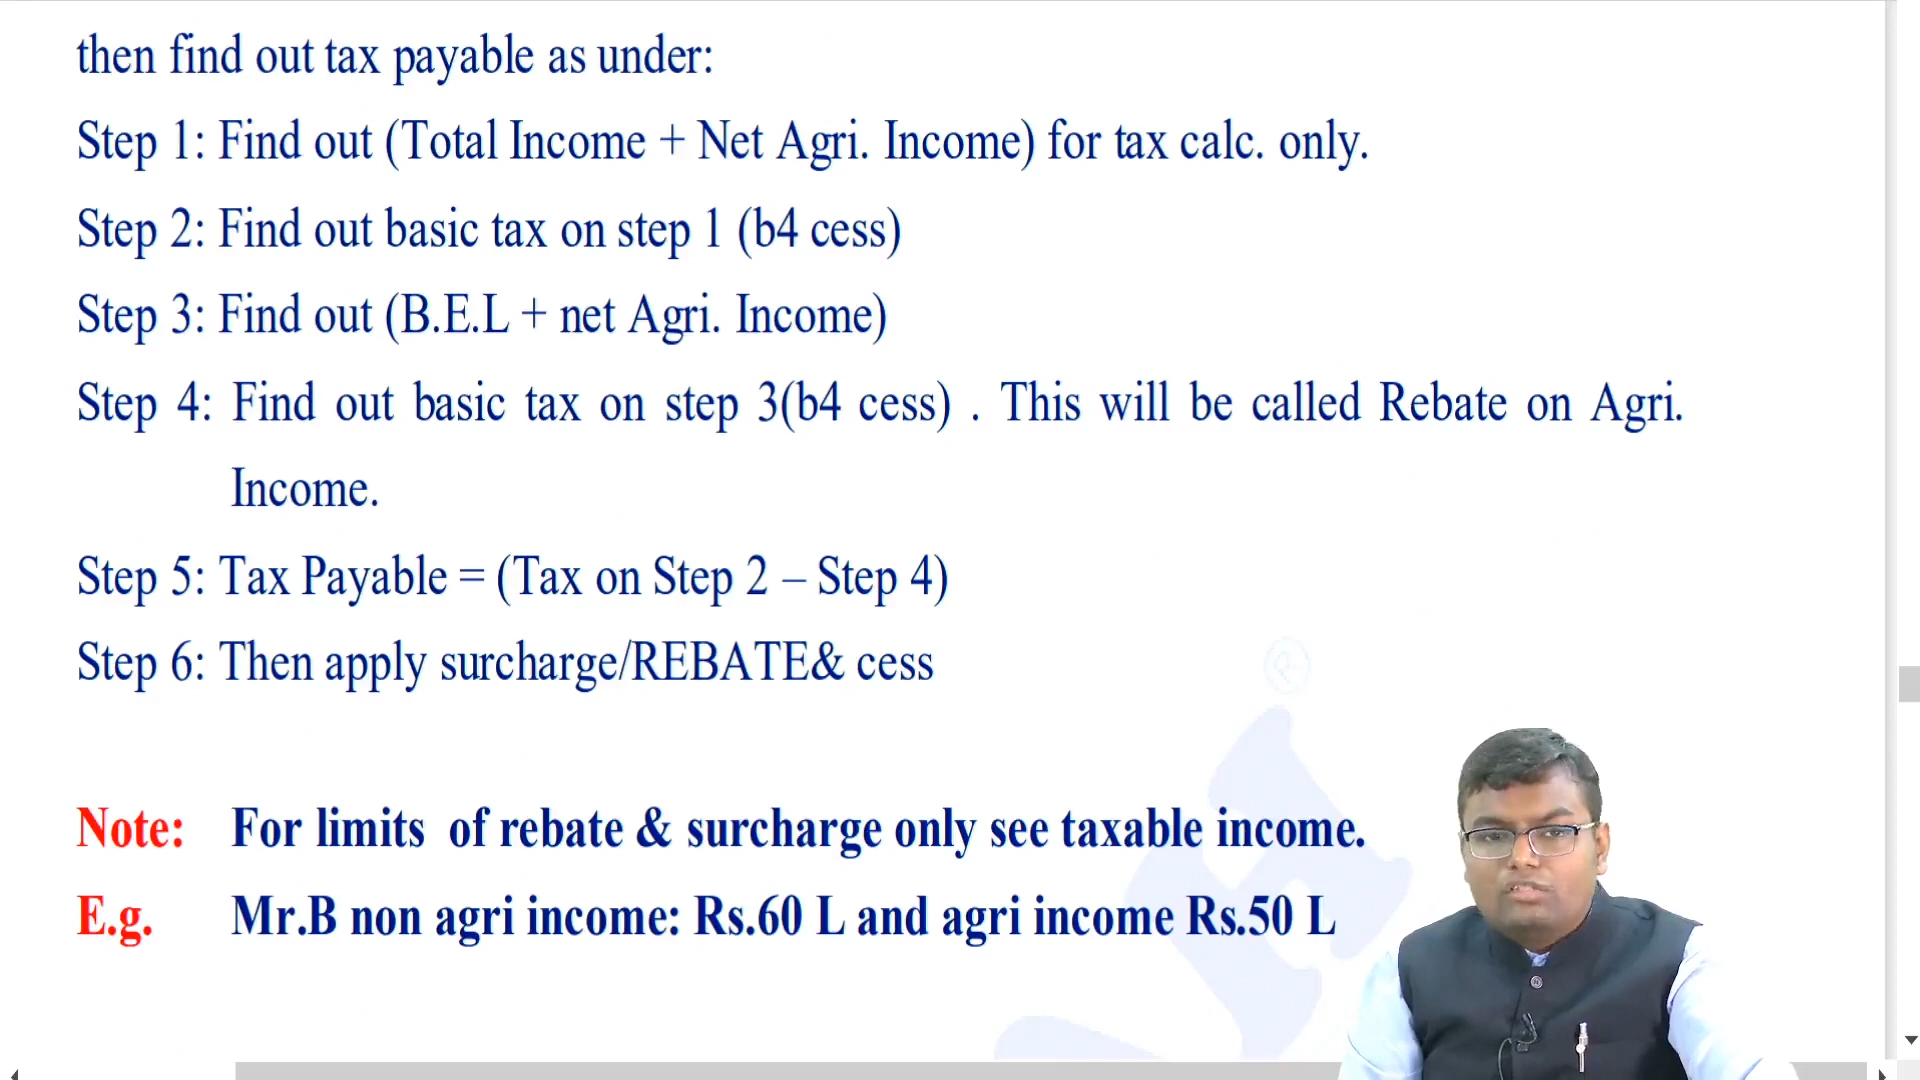 then find out tax payable as under:
Step 1: Find out (Total Income + Net Agri. Income) for tax calc. only.
Step 2: Find out basic tax on step 1 (b4 cess)
Step 3: Find out (B.E.L + net Agri. Income)
Step 4: Find out basic tax on step 3(b4 cess) . This will be called Rebate on Agri.
Income.
Step 5: Tax Payable = (Tax on Step 2 – Step 4)
Step 6: Then apply surcharge/REBATE& cess
Note: For limits of rebate & surcharge only see taxable income.
E.g. Mr.B non agri income: Rs.60 L and agri income Rs.50 L